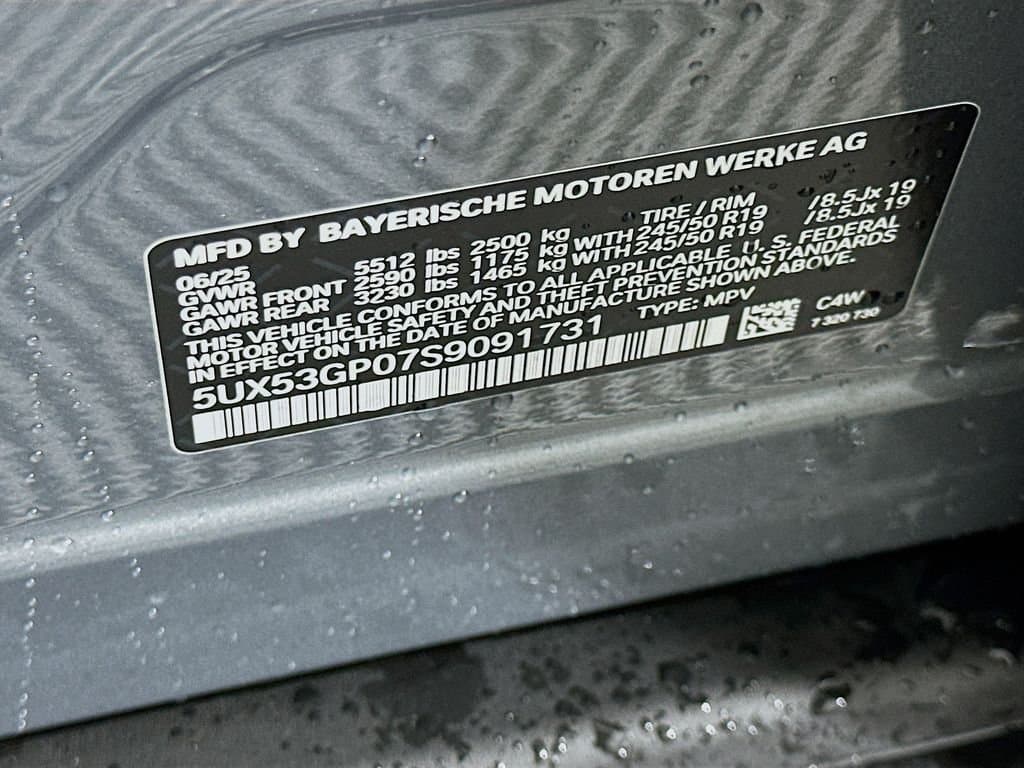 MFD BY BAYERISCHE MOTOREN WERKE AG
06/25 TIRE / RIM
GVWR 5512 lbs 2500 kg
GAWR FRONT 2590 lbs 1175 kg WITH 245/50 R19 /8.5Jx 19
GAWR REAR 3230 lbs 1465 kg WITH 245/50 R19 /8.5Jx 19
THIS VEHICLE CONFORMS TO ALL APPLICABLE U. S. FEDERAL
MOTOR VEHICLE SAFETY AND THEFT PREVENTION STANDARDS
IN EFFECT ON THE DATE OF MANUFACTURE SHOWN ABOVE.
5UX53GP07S9091731 TYPE: MPV
C4W
7 320 730